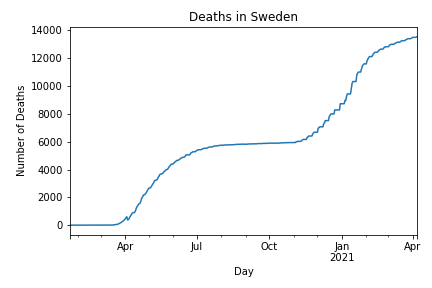 Deaths in Sweden
Number of Deaths
14000
12000
10000
8000
6000
4000
2000
0
Apr
Jul
Oct
Jan
2021
Apr
Day